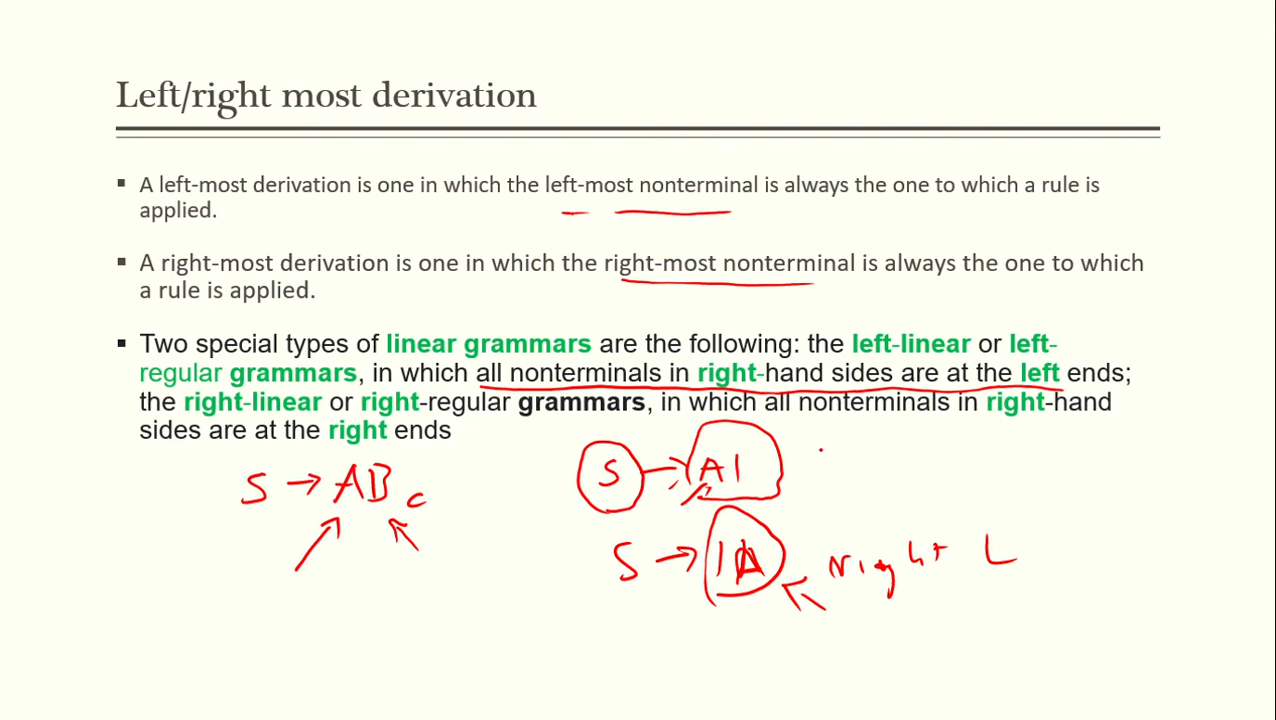 Left/right most derivation
▪ A left-most derivation is one in which the left-most nonterminal is always the one to which a rule is
applied.
▪ A right-most derivation is one in which the right-most nonterminal is always the one to which
a rule is applied.
▪ Two special types of linear grammars are the following: the left-linear or left-
regular grammars, in which all nonterminals in right-hand sides are at the left ends;
the right-linear or right-regular grammars, in which all nonterminals in right-hand
sides are at the right ends
S → A1
S → ABc
S → 1A right L